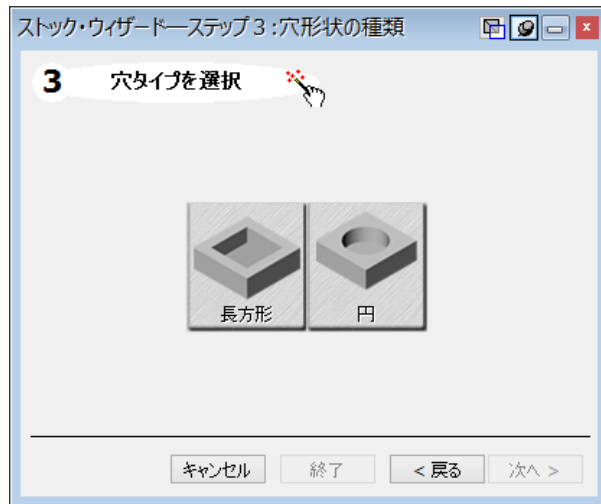 ストック・ウィザード―ステップ3:穴形状の種類
3 穴タイプを選択
長方形 円
キャンセル 終了 < 戻る 次へ >